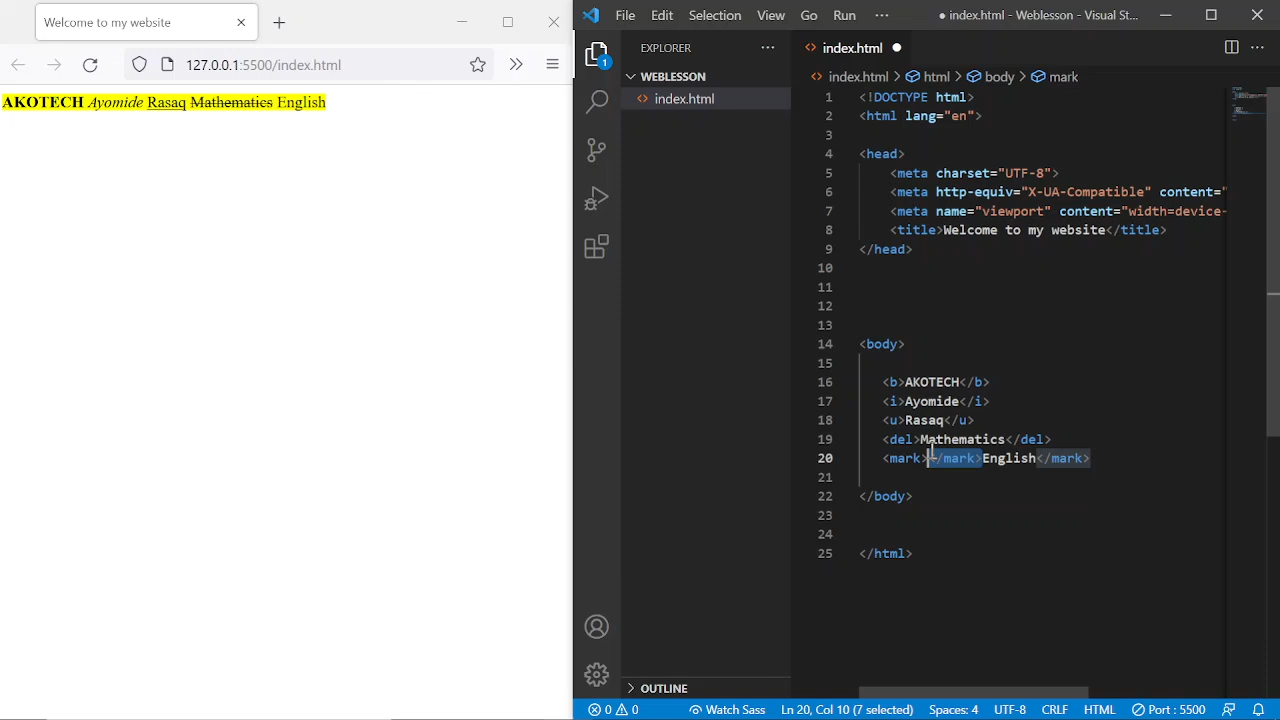 Welcome to my website
127.0.0.1:5500/index.html
AKOTECH Ayomide Rasaq Mathematics English
File Edit Selection View Go Run ··· ● index.html - Weblesson - Visual St...
EXPLORER ···
WEBLESSON
index.html
1
index.html
index.html > html > body > mark
1 <!DOCTYPE html>
2 <html lang="en">
3
4 <head>
5 <meta charset="UTF-8">
6 <meta http-equiv="X-UA-Compatible" content="
7 <meta name="viewport" content="width=device-
8 <title>Welcome to my website</title>
9 </head>
10
11
12
13
14 <body>
15
16 <b>AKOTECH</b>
17 <i>Ayomide</i>
18 <u>Rasaq</u>
19 <del>Mathematics</del>
20 <mark></mark>English</mark>
21
22 </body>
23
24
25 </html>
OUTLINE
0 0 Watch Sass Ln 20, Col 10 (7 selected) Spaces: 4 UTF-8 CRLF HTML Port : 5500